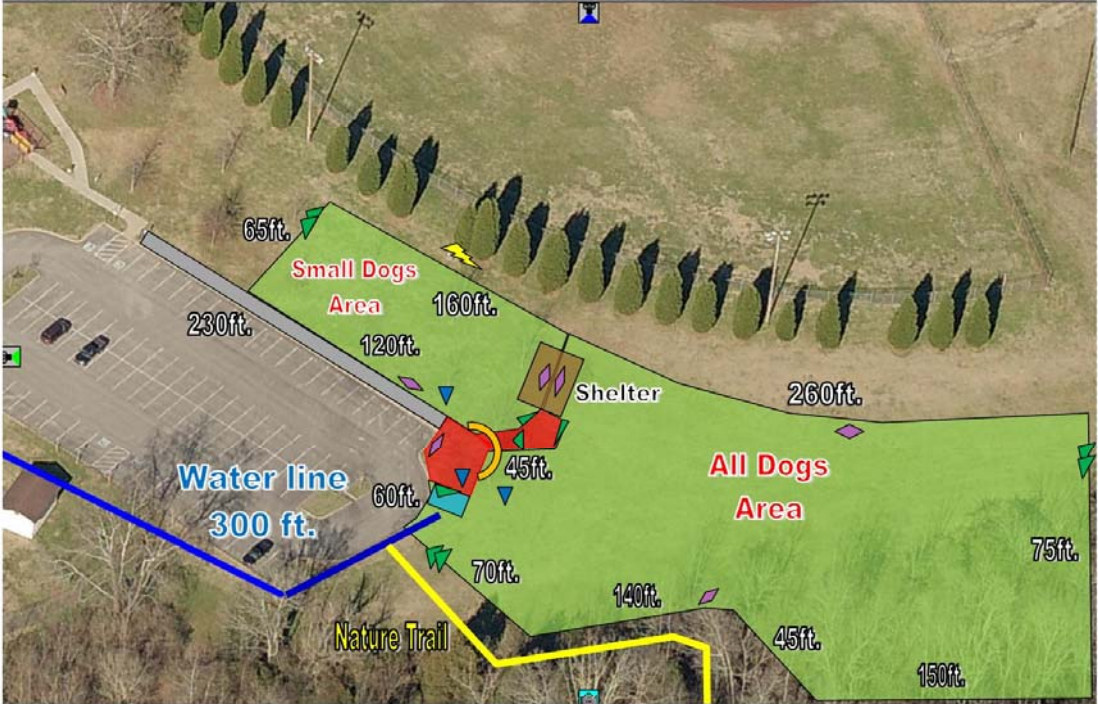 65ft.
Small Dogs
Area
160ft.
230ft.
120ft.
Shelter
260ft.
45ft.
All Dogs
Area
Water line
300 ft.
60ft.
75ft.
70ft.
140ft.
Nature Trail
45ft.
150ft.